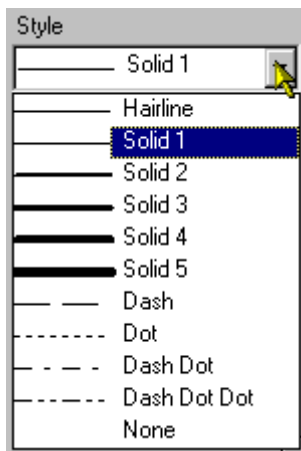 Style
Solid 1
Hairline
Solid 1
Solid 2
Solid 3
Solid 4
Solid 5
Dash
Dot
Dash Dot
Dash Dot Dot
None